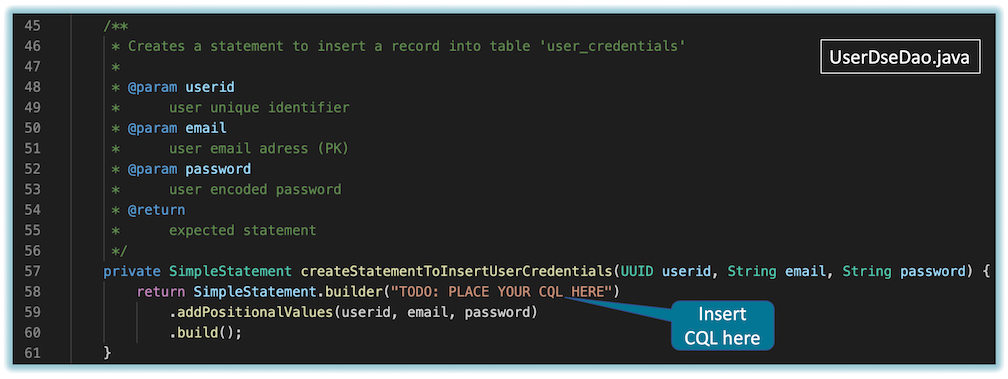 45 /**
46 * Creates a statement to insert a record into table 'user_credentials'
UserDseDao.java
47 *
48 * @param userid
49 * user unique identifier
50 * @param email
51 * user email adress (PK)
52 * @param password
53 * user encoded password
54 * @return
55 * expected statement
56 */
57 private SimpleStatement createStatementToInsertUserCredentials(UUID userid, String email, String password) {
58 return SimpleStatement.builder("TODO: PLACE YOUR CQL HERE")
59 .addPositionalValues(userid, email, password)
60 .build();
61 }
Insert
CQL here